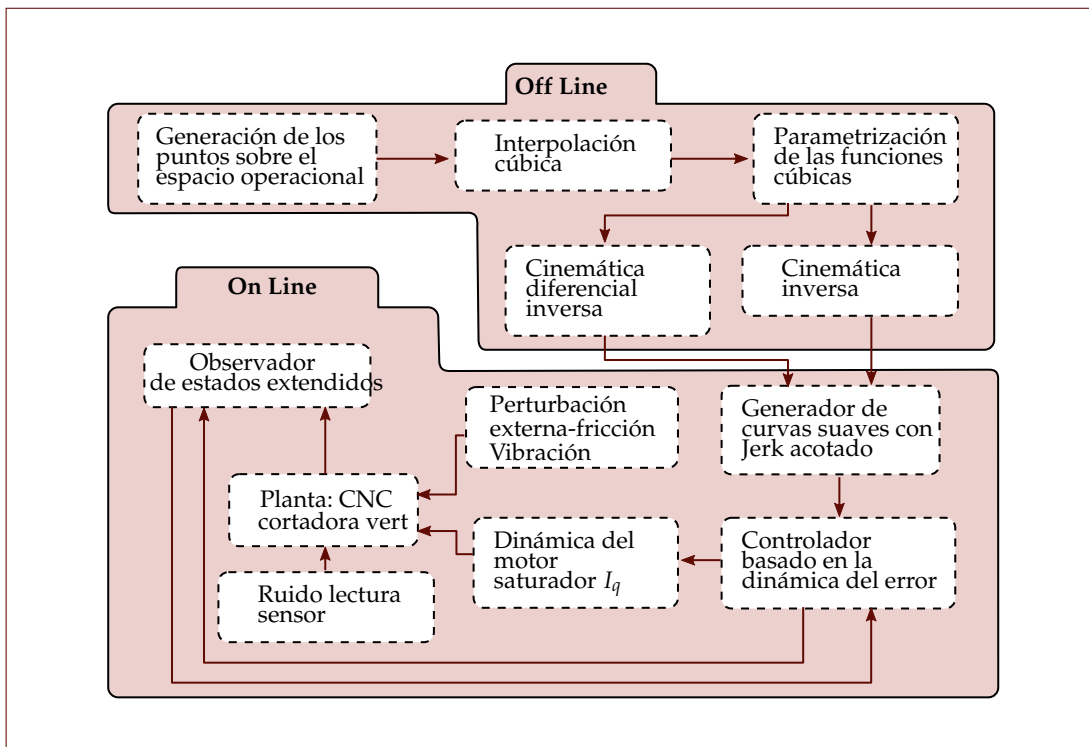 Off Line
Generación de los
puntos sobre el
espacio operacional
Interpolación
cúbica
Parametrización
de las funciones
cúbicas
Cinemática
diferencial
inversa
Cinemática
inversa
On Line
Observador
de estados extendidos
Perturbación
externa-fricción
Vibración
Generador de
curvas suaves con
Jerk acotado
Planta: CNC
cortadora vert
Dinámica del
motor
saturador I_q
Controlador
basado en la
dinámica del error
Ruido lectura
sensor